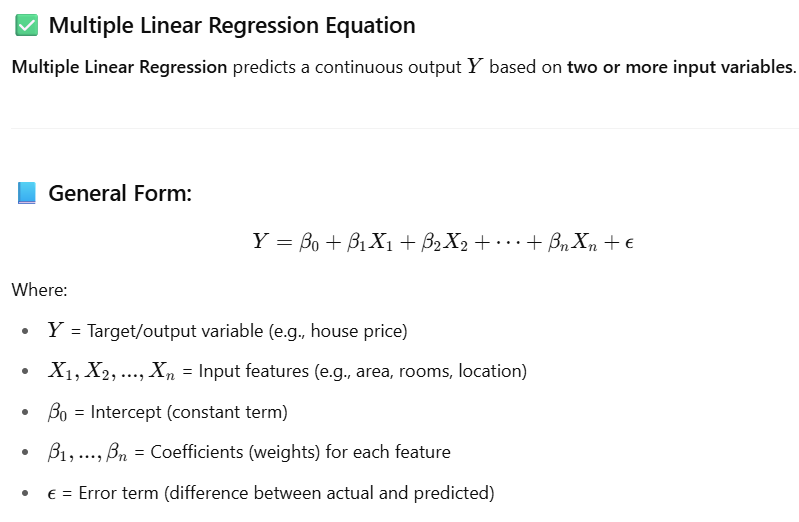 ✅ Multiple Linear Regression Equation
Multiple Linear Regression predicts a continuous output Y based on two or more input variables.
📘 General Form:
Y = β₀ + β₁X₁ + β₂X₂ + ⋯ + βₙXₙ + ϵ
Where:
• Y = Target/output variable (e.g., house price)
• X₁, X₂, ..., Xₙ = Input features (e.g., area, rooms, location)
• β₀ = Intercept (constant term)
• β₁, ..., βₙ = Coefficients (weights) for each feature
• ϵ = Error term (difference between actual and predicted)